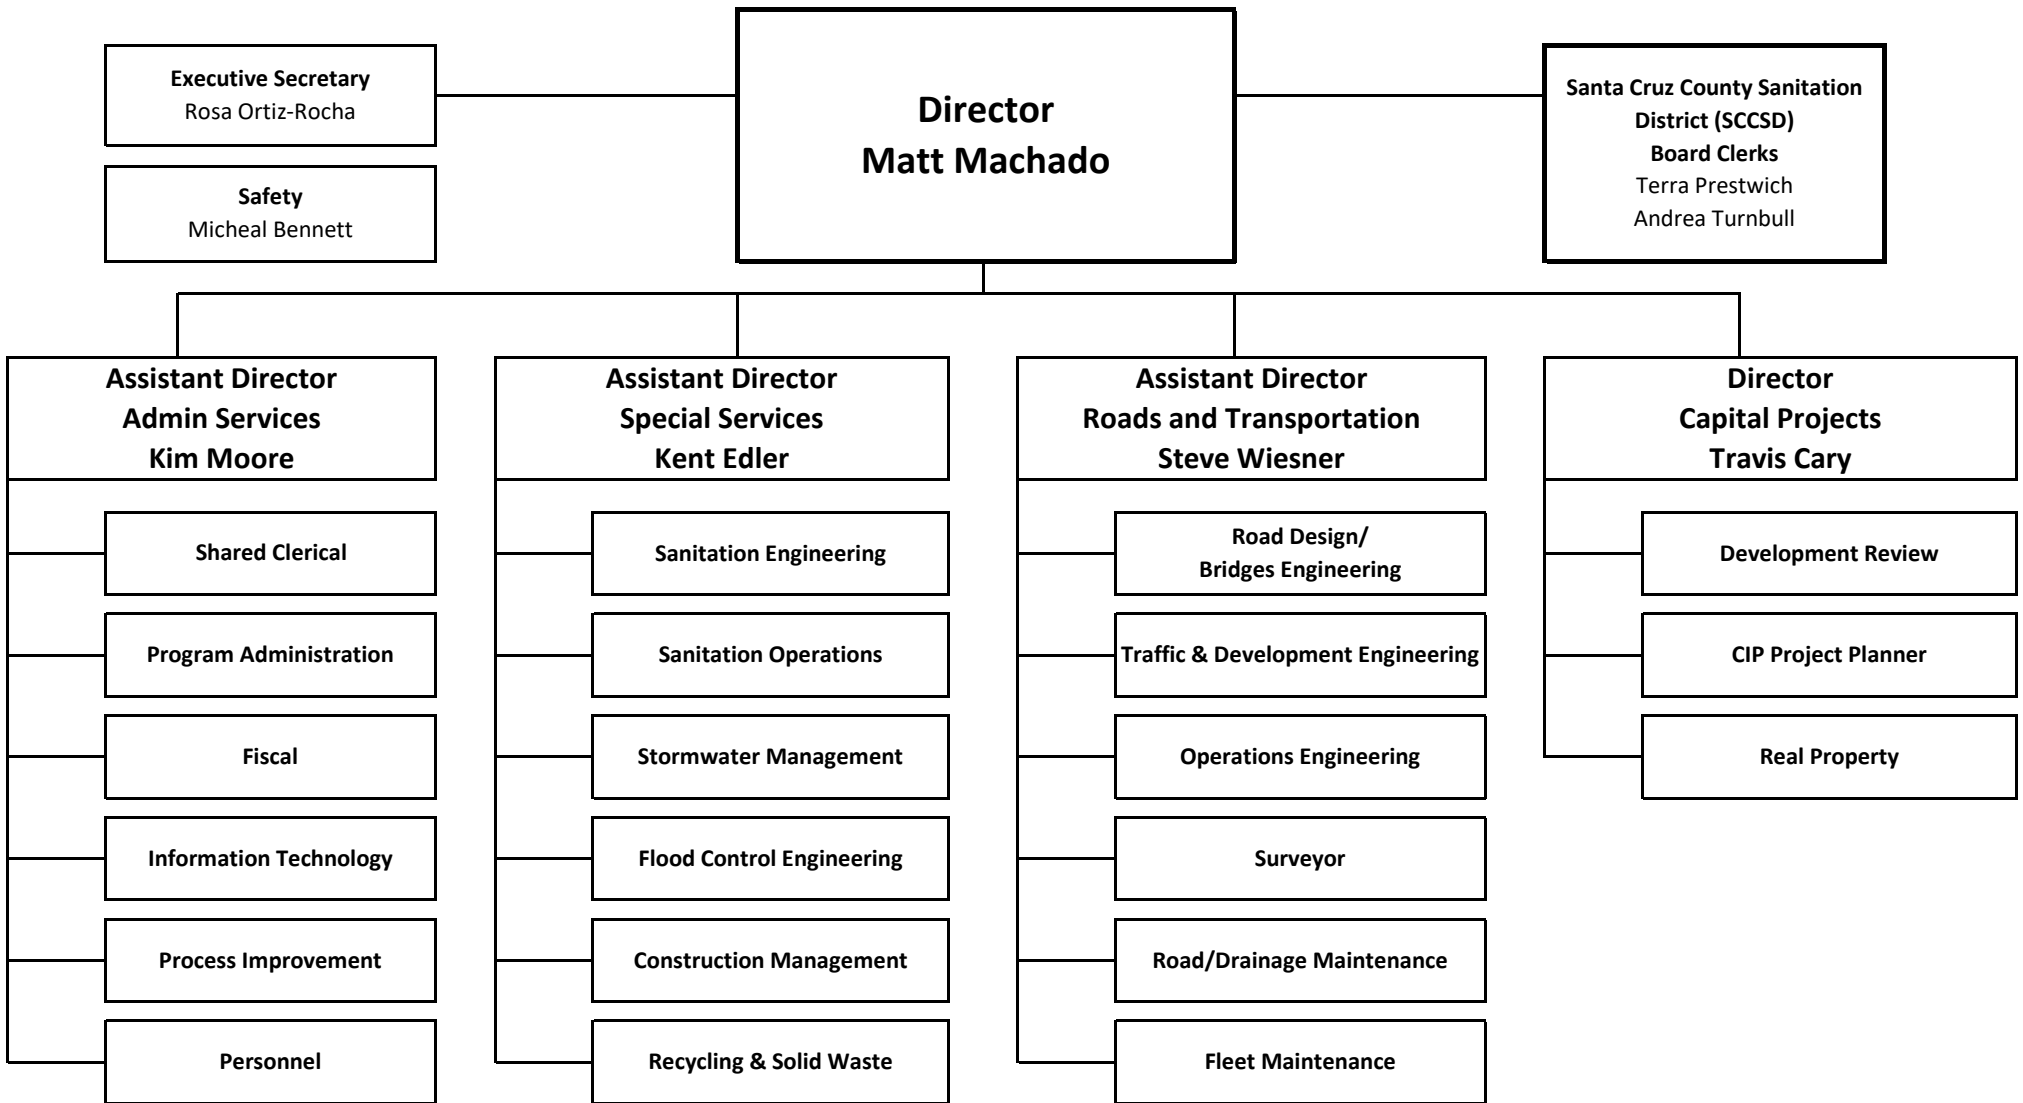 Executive Secretary
Rosa Ortiz-Rocha
Safety
Micheal Bennett
Director
Matt Machado
Santa Cruz County Sanitation
District (SCCSD)
Board Clerks
Terra Prestwich
Andrea Turnbull
Assistant Director
Admin Services
Kim Moore
Shared Clerical
Program Administration
Fiscal
Information Technology
Process Improvement
Personnel
Assistant Director
Special Services
Kent Edler
Sanitation Engineering
Sanitation Operations
Stormwater Management
Flood Control Engineering
Construction Management
Recycling & Solid Waste
Assistant Director
Roads and Transportation
Steve Wiesner
Road Design/
Bridges Engineering
Traffic & Development Engineering
Operations Engineering
Surveyor
Road/Drainage Maintenance
Fleet Maintenance
Director
Capital Projects
Travis Cary
Development Review
CIP Project Planner
Real Property